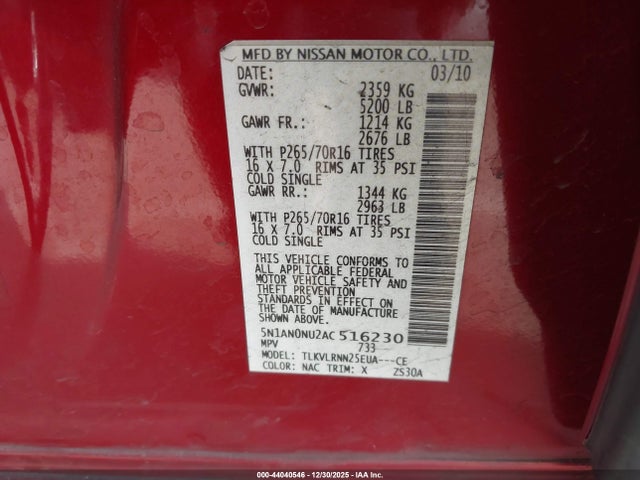 MFD BY NISSAN MOTOR CO., LTD.
DATE: 03/10
GVWR: 2359 KG
5200 LB
GAWR FR.: 1214 KG
2676 LB
WITH P265/70R16 TIRES
16 X 7.0 RIMS AT 35 PSI
COLD SINGLE
GAWR RR.: 1344 KG
2963 LB
WITH P265/70R16 TIRES
16 X 7.0 RIMS AT 35 PSI
COLD SINGLE
THIS VEHICLE CONFORMS TO
ALL APPLICABLE FEDERAL
MOTOR VEHICLE SAFETY AND
THEFT PREVENTION
STANDARDS IN EFFECT ON
THE DATE OF MANUFACTURE
SHOWN ABOVE.
5N1AN0NU2AC516230
MPV 733
MODEL: TLKVLRNN25EUA---CE
COLOR: NAC TRIM: X ZS30A
000-44040546 - 12/30/2025 - IAA Inc.